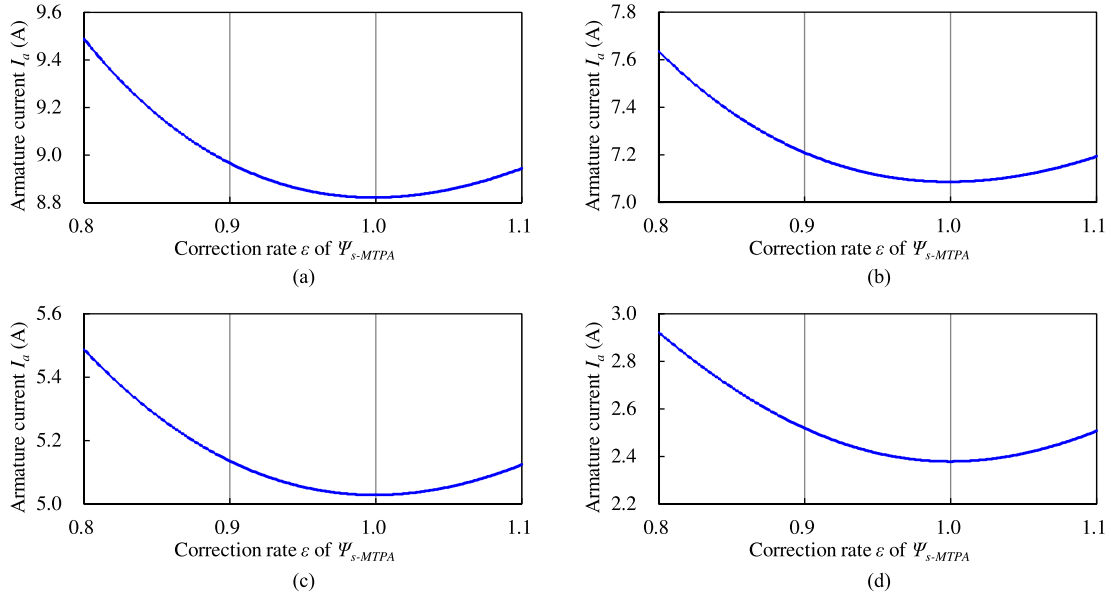 Armature current I_a (A)
9.6
9.4
9.2
9.0
8.8
0.8 0.9 1.0 1.1
Correction rate ε of Ψ_s-MTPA
(a)
Armature current I_a (A)
7.8
7.6
7.4
7.2
7.0
0.8 0.9 1.0 1.1
Correction rate ε of Ψ_s-MTPA
(b)
Armature current I_a (A)
5.6
5.4
5.2
5.0
0.8 0.9 1.0 1.1
Correction rate ε of Ψ_s-MTPA
(c)
Armature current I_a (A)
3.0
2.8
2.6
2.4
2.2
0.8 0.9 1.0 1.1
Correction rate ε of Ψ_s-MTPA
(d)